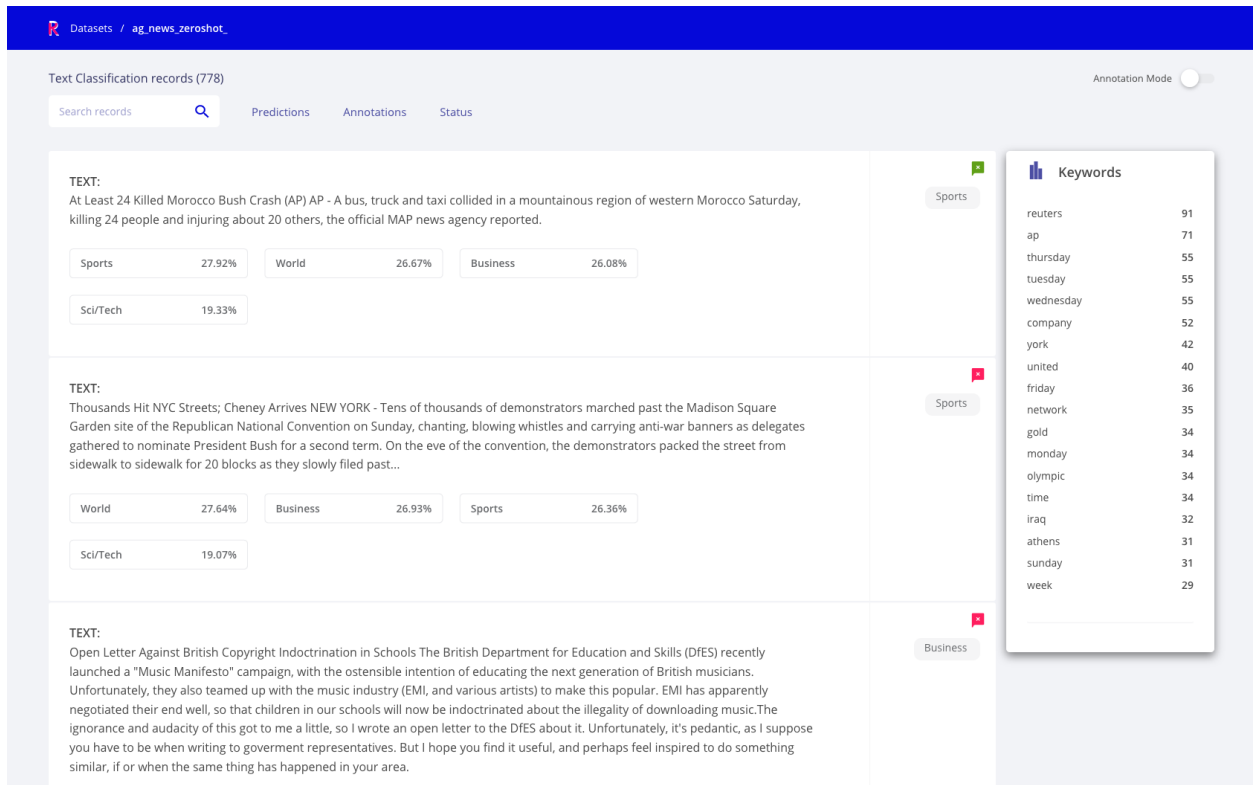 R Datasets / ag_news_zeroshot_
Text Classification records (778)
Annotation Mode
Search records
Predictions Annotations Status
TEXT:
At Least 24 Killed Morocco Bush Crash (AP) AP - A bus, truck and taxi collided in a mountainous region of western Morocco Saturday,
killing 24 people and injuring about 20 others, the official MAP news agency reported.
Sports
Sports 27.92% World 26.67% Business 26.08%
Sci/Tech 19.33%
TEXT:
Thousands Hit NYC Streets; Cheney Arrives NEW YORK - Tens of thousands of demonstrators marched past the Madison Square
Garden site of the Republican National Convention on Sunday, chanting, blowing whistles and carrying anti-war banners as delegates
gathered to nominate President Bush for a second term. On the eve of the convention, the demonstrators packed the street from
sidewalk to sidewalk for 20 blocks as they slowly filed past...
Sports
World 27.64% Business 26.93% Sports 26.36%
Sci/Tech 19.07%
TEXT:
Open Letter Against British Copyright Indoctrination in Schools The British Department for Education and Skills (DfES) recently
launched a "Music Manifesto" campaign, with the ostensible intention of educating the next generation of British musicians.
Unfortunately, they also teamed up with the music industry (EMI, and various artists) to make this popular. EMI has apparently
negotiated their end well, so that children in our schools will now be indoctrinated about the illegality of downloading music.The
ignorance and audacity of this got to me a little, so I wrote an open letter to the DfES about it. Unfortunately, it's pedantic, as I suppose
you have to be when writing to goverment representatives. But I hope you find it useful, and perhaps feel inspired to do something
similar, if or when the same thing has happened in your area.
Business
Keywords
reuters 91
ap 71
thursday 55
tuesday 55
wednesday 55
company 52
york 42
united 40
friday 36
network 35
gold 34
monday 34
olympic 34
time 34
iraq 32
athens 31
sunday 31
week 29